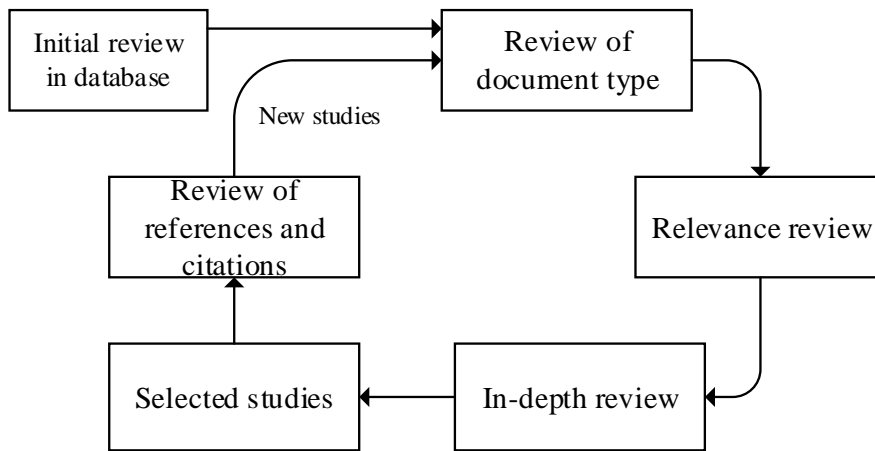 Initial review
in database
Review of
document type
New studies
Review of
references and
citations
Relevance review
Selected studies
In-depth review